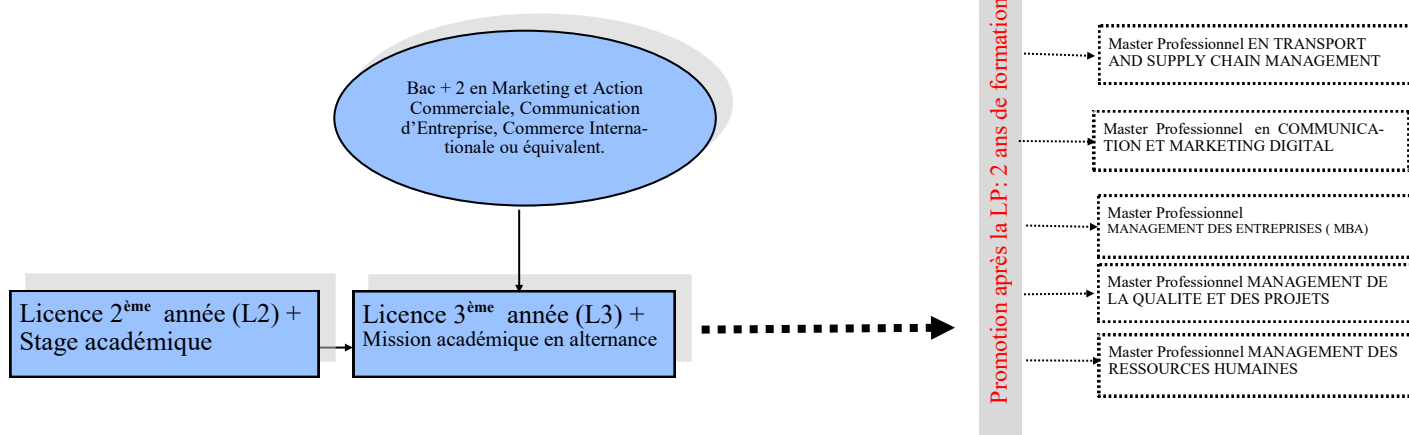 Bac + 2 en Marketing et Action
Commerciale, Communication
d’Entreprise, Commerce Interna-
tionale ou équivalent.
Licence 2ème année (L2) +
Stage académique
Licence 3ème année (L3) +
Mission académique en alternance
Promotion après la LP: 2 ans de formation
Master Professionnel EN TRANSPORT
AND SUPPLY CHAIN MANAGEMENT
Master Professionnel en COMMUNICA-
TION ET MARKETING DIGITAL
Master Professionnel
MANAGEMENT DES ENTREPRISES ( MBA)
Master Professionnel MANAGEMENT DE
LA QUALITE ET DES PROJETS
Master Professionnel MANAGEMENT DES
RESSOURCES HUMAINES